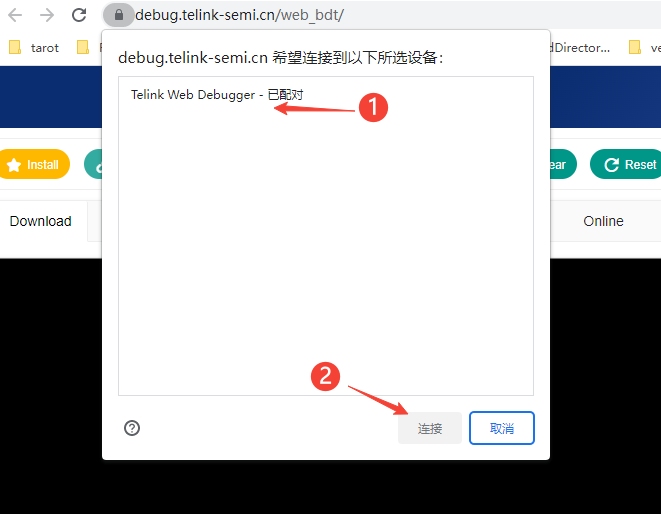 debug.telink-semi.cn/web_bdt/
tarot
dDirector...
ve
debug.telink-semi.cn 希望连接到以下所选设备：
Telink Web Debugger - 已配对
1
Install
ear
Reset
Download
Online
2
连接
取消